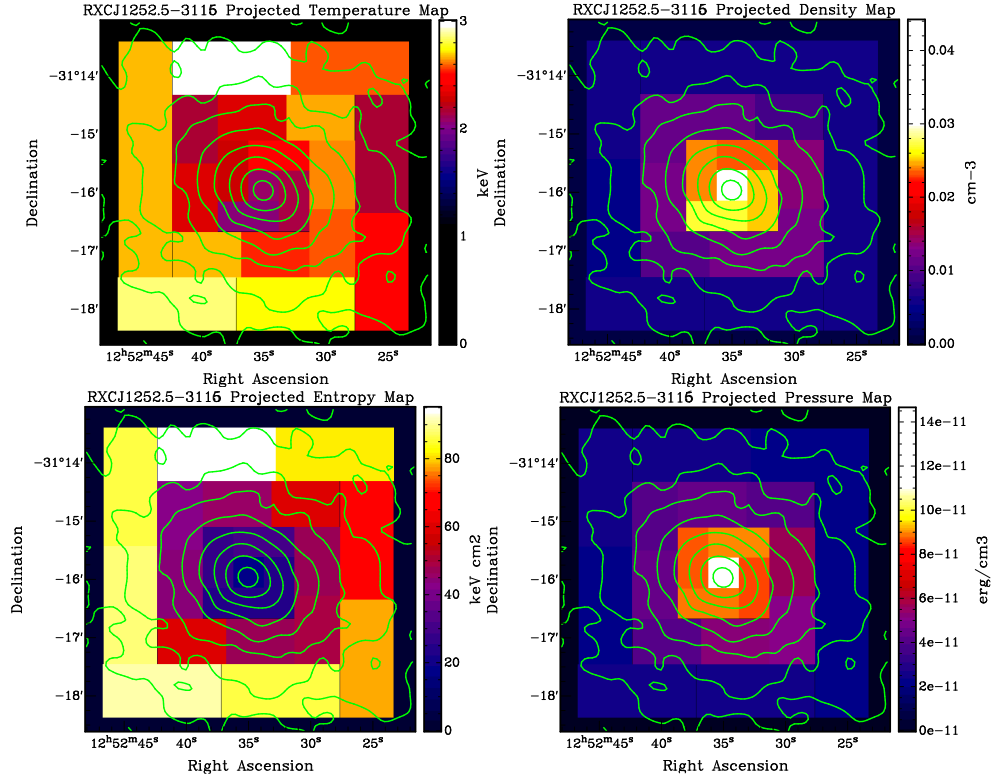 RXCJ1252.5-3116 Projected Temperature Map
3
2
1
0
keV
Declination
-31°14′
-15′
-16′
-17′
-18′
12h52m45s 40s 35s 30s 25s
Right Ascension
RXCJ1252.5-3116 Projected Density Map
0.04
0.03
0.02
0.01
0.00
cm-3
Declination
-31°14′
-15′
-16′
-17′
-18′
12h52m45s 40s 35s 30s 25s
Right Ascension
RXCJ1252.5-3116 Projected Entropy Map
80
60
40
20
0
keV cm2
Declination
-31°14′
-15′
-16′
-17′
-18′
12h52m45s 40s 35s 30s 25s
Right Ascension
RXCJ1252.5-3116 Projected Pressure Map
14e-11
12e-11
10e-11
8e-11
6e-11
4e-11
2e-11
0e-11
erg/cm3
Declination
-31°14′
-15′
-16′
-17′
-18′
12h52m45s 40s 35s 30s 25s
Right Ascension